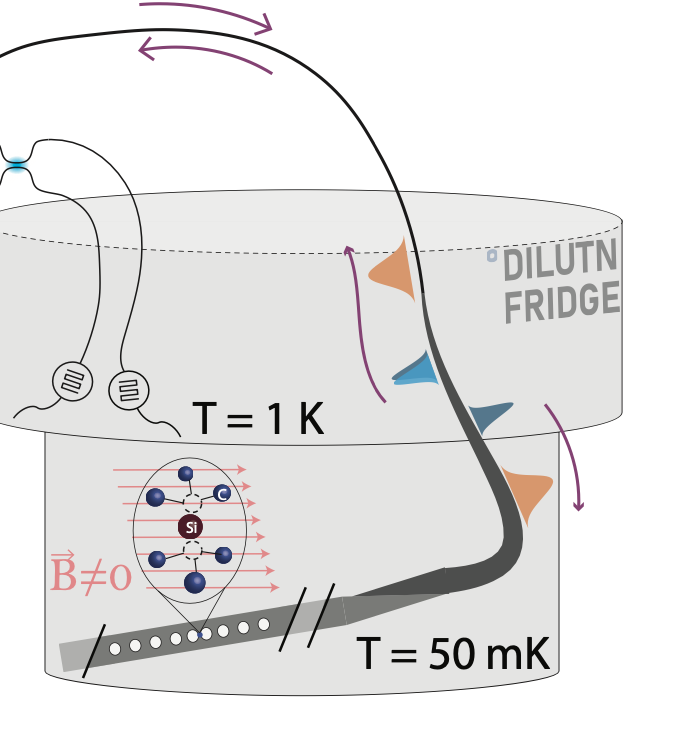 DILUTN
FRIDGE
T = 1 K
C
Si
B≠0
T = 50 mK